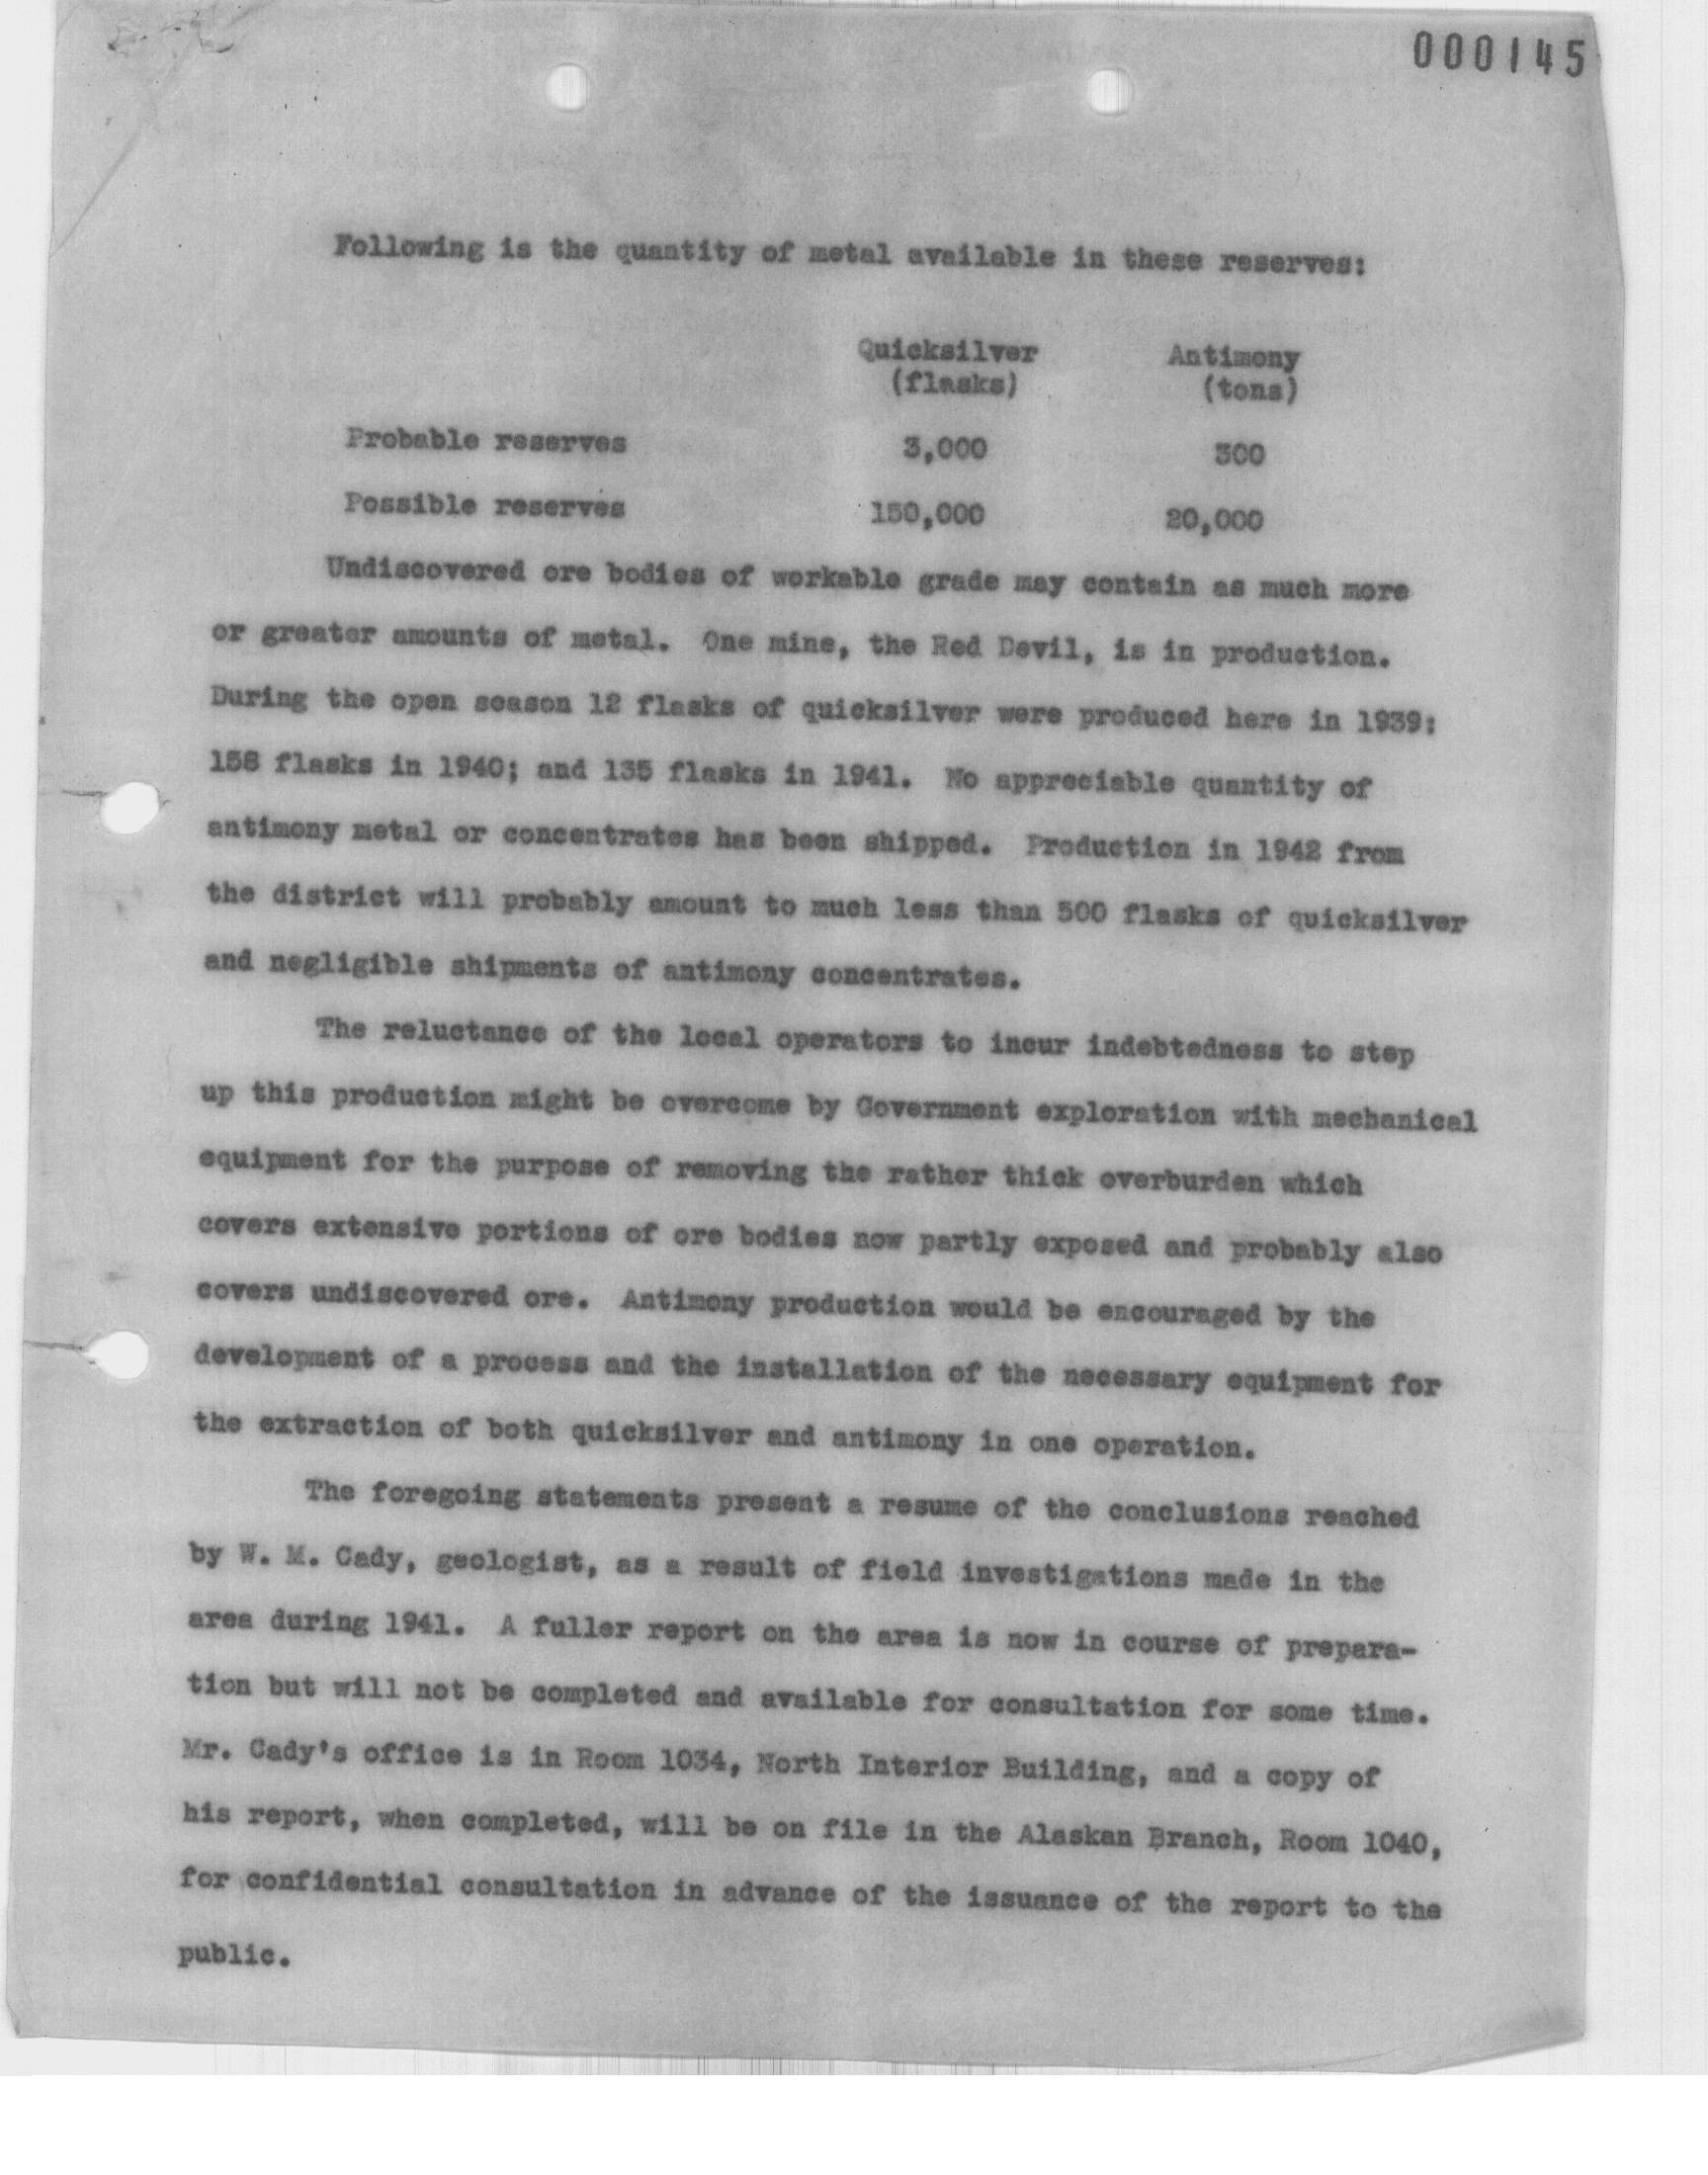 000145
Following is the quantity of metal available in these reserves:
Quicksilver Antimony
(flasks) (tons)
Probable reserves 3,000 300
Possible reserves 150,000 20,000
Undiscovered ore bodies of workable grade may contain as much more
or greater amounts of metal. One mine, the Red Devil, is in production.
During the open season 12 flasks of quicksilver were produced here in 1939;
158 flasks in 1940; and 135 flasks in 1941. No appreciable quantity of
antimony metal or concentrates has been shipped. Production in 1942 from
the district will probably amount to much less than 500 flasks of quicksilver
and negligible shipments of antimony concentrates.
The reluctance of the local operators to incur indebtedness to step
up this production might be overcome by Government exploration with mechanical
equipment for the purpose of removing the rather thick overburden which
covers extensive portions of ore bodies now partly exposed and probably also
covers undiscovered ore. Antimony production would be encouraged by the
development of a process and the installation of the necessary equipment for
the extraction of both quicksilver and antimony in one operation.
The foregoing statements present a resume of the conclusions reached
by W. M. Cady, geologist, as a result of field investigations made in the
area during 1941. A fuller report on the area is now in course of prepara-
tion but will not be completed and available for consultation for some time.
Mr. Cady's office is in Room 1034, North Interior Building, and a copy of
his report, when completed, will be on file in the Alaskan Branch, Room 1040,
for confidential consultation in advance of the issuance of the report to the
public.